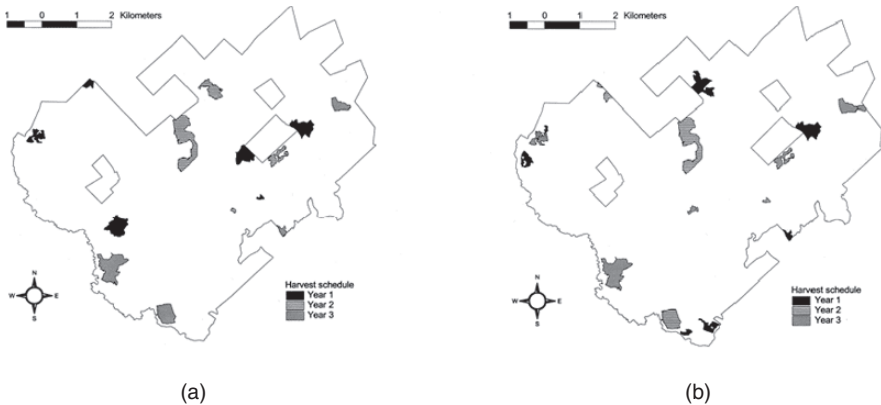 1 0 1 2 Kilometers
N
W E
S
Harvest schedule
Year 1
Year 2
Year 3
(a)
1 0 1 2 Kilometers
N
W E
S
Harvest schedule
Year 1
Year 2
Year 3
(b)